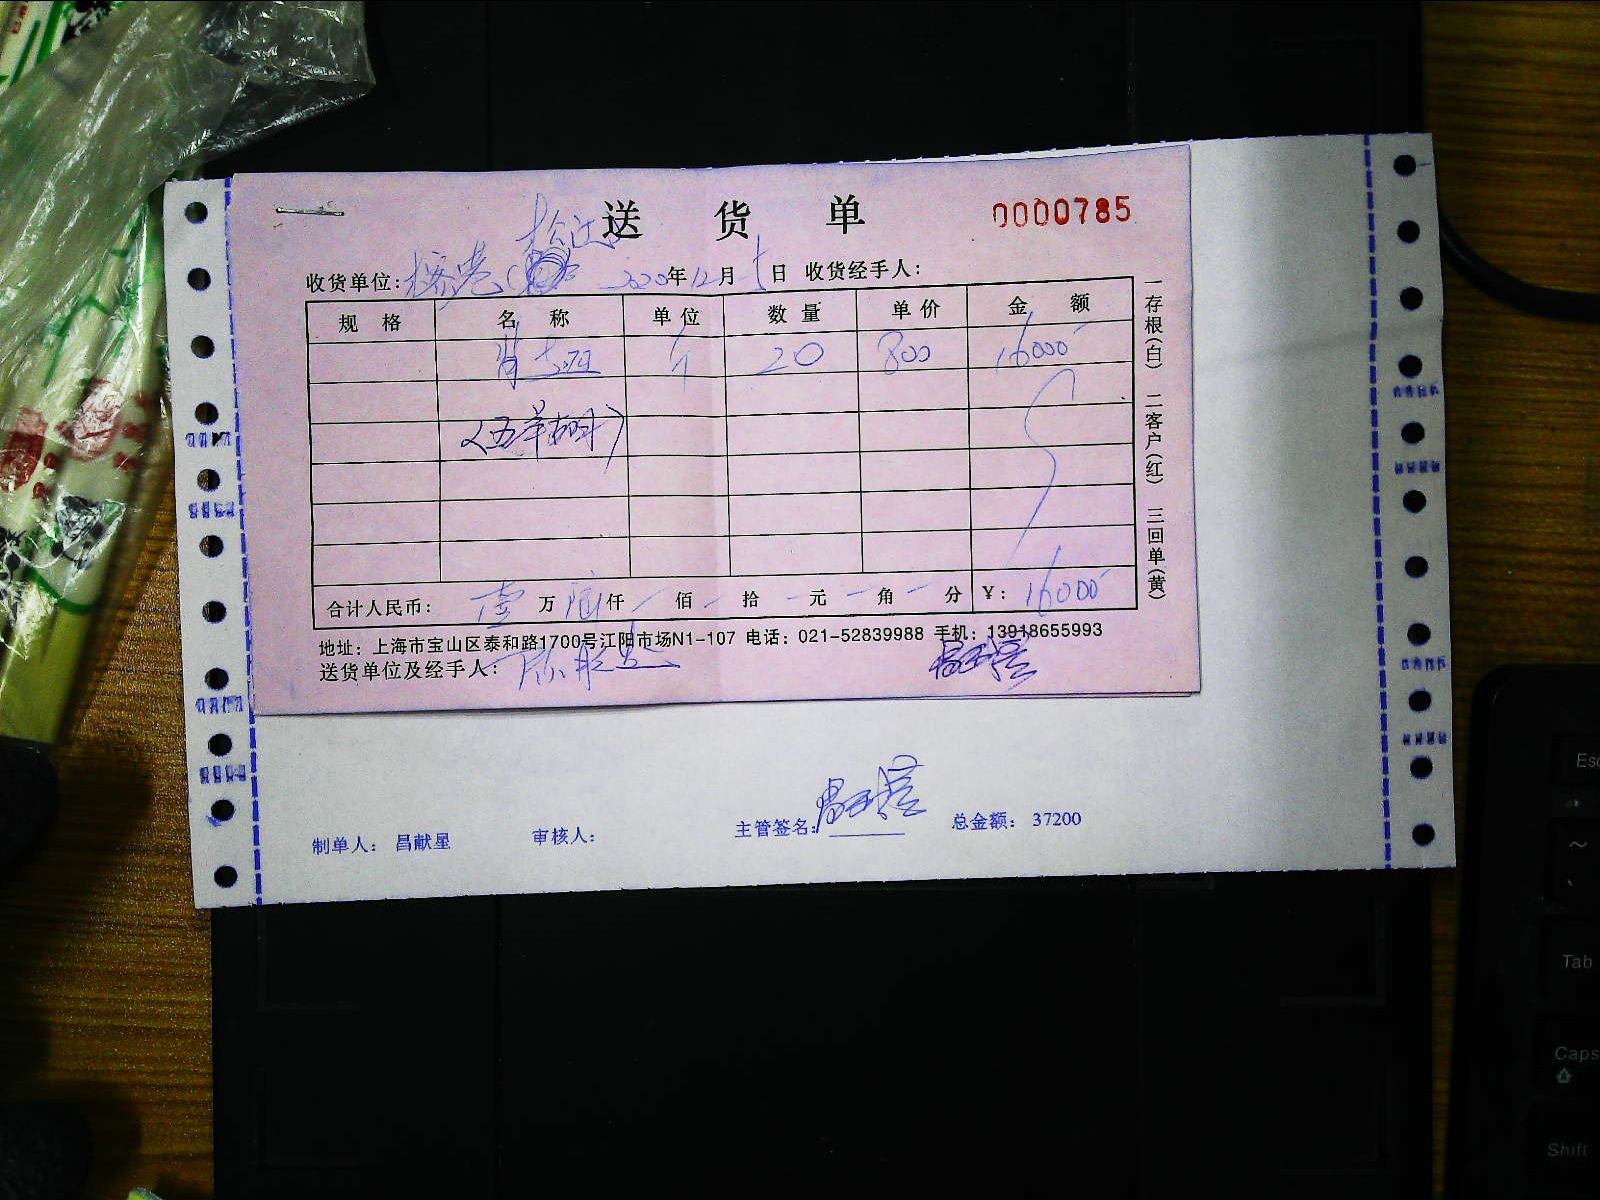 送 货 单 0000785
收货单位: 2020年12月 日 收货经手人:
规 格 名 称 单位 数量 单价 金 额
20 800 16000
合计人民币: 壹万陆仟 佰 拾 元 角 分 ¥: 16000
地址: 上海市宝山区泰和路1700号江阳市场N1-107 电话: 021-52839988 手机: 13918655993
送货单位及经手人:
一存根(白) 二客户(红) 三回单(黄)
制单人: 昌献星 审核人: 主管签名: 总金额: 37200
Esc
~
、
Tab
Caps
Shift